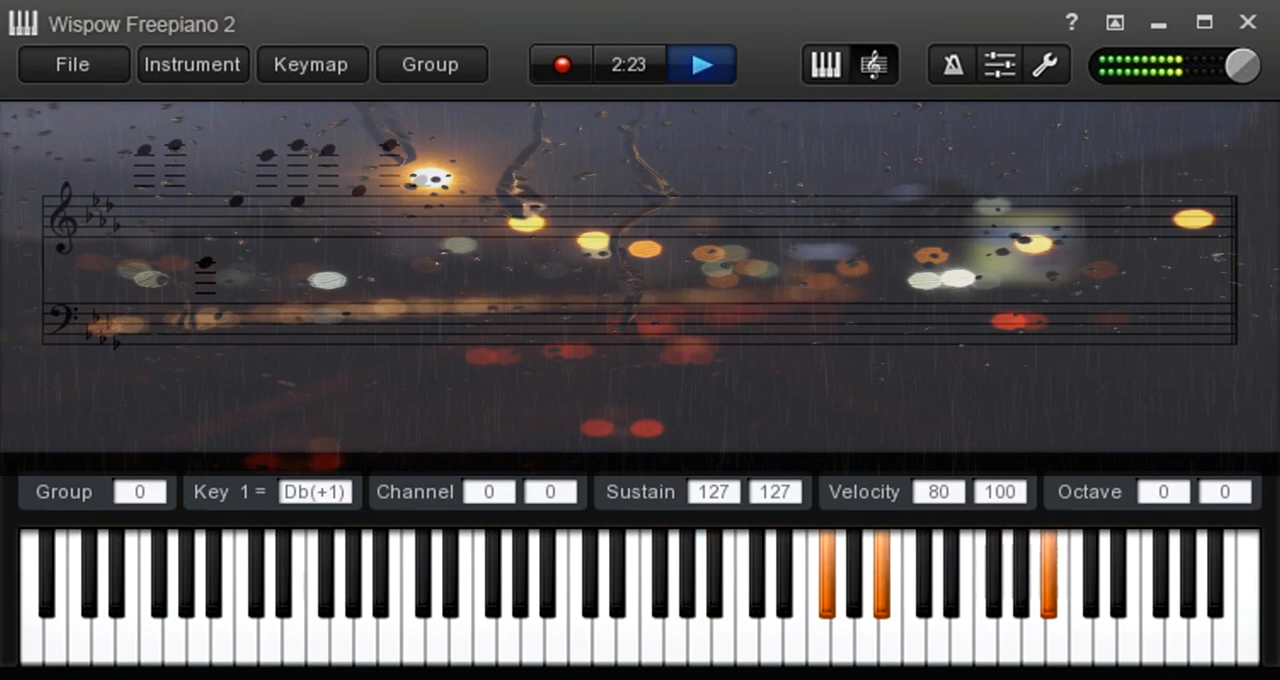 Wispow Freepiano 2
?
File Instrument Keymap Group 2:23
Group 0 Key 1 = Db(+1) Channel 0 0 Sustain 127 127 Velocity 80 100 Octave 0 0